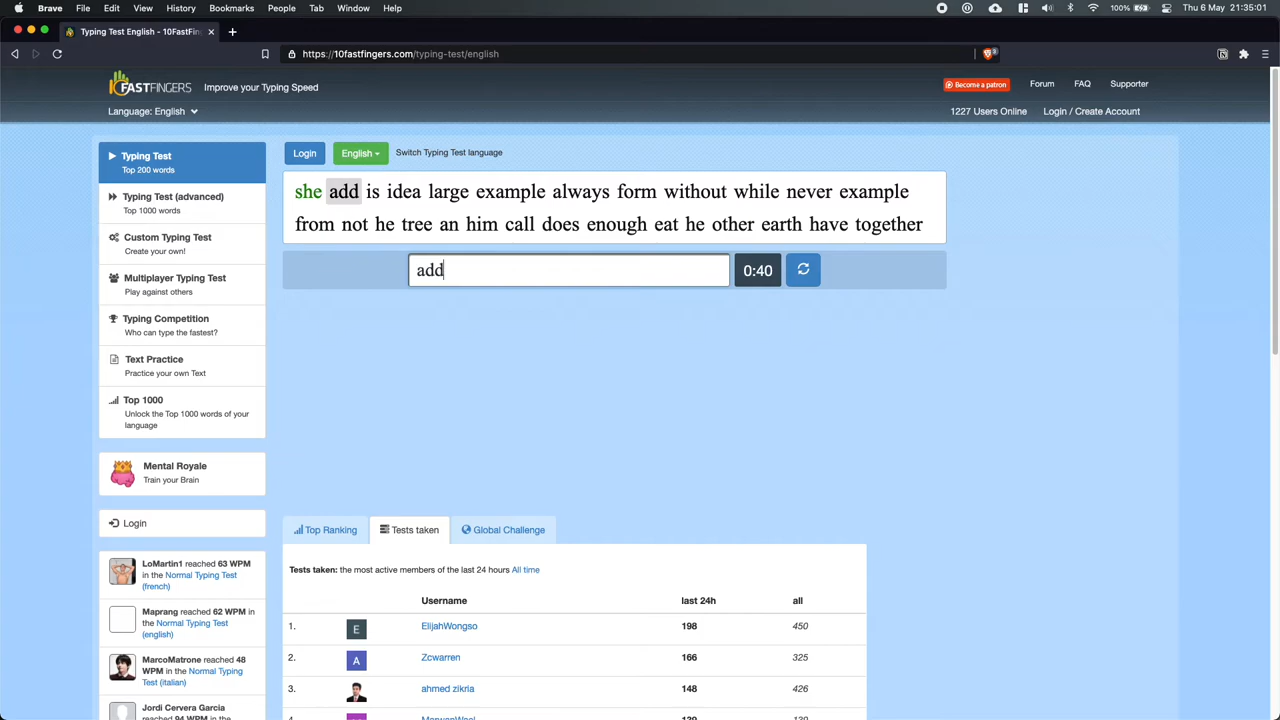 Brave File Edit View History Bookmarks People Tab Window Help 100% Thu 6 May 21:35:01
Typing Test English - 10FastFin
https://10fastfingers.com/typing-test/english
10FASTFINGERS Improve your Typing Speed
Become a patron Forum FAQ Supporter
Language: English
1227 Users Online Login / Create Account
Typing Test
Top 200 words
Typing Test (advanced)
Top 1000 words
Custom Typing Test
Create your own!
Multiplayer Typing Test
Play against others
Typing Competition
Who can type the fastest?
Text Practice
Practice your own Text
Top 1000
Unlock the Top 1000 words of your
language
Mental Royale
Train your Brain
Login
LoMartin1 reached 63 WPM
in the Normal Typing Test
(french)
Maprang reached 62 WPM in
the Normal Typing Test
(english)
MarcoMatrone reached 48
WPM in the Normal Typing
Test (italian)
Jordi Cervera Garcia
reached 94 WPM in the
Login English Switch Typing Test language
she add is idea large example always form without while never example
from not he tree an him call does enough eat he other earth have together
add 0:40
Top Ranking Tests taken Global Challenge
Tests taken: the most active members of the last 24 hours All time
Username last 24h all
1. E ElijahWongso 198 450
2. A Zcwarren 166 325
3. ahmed zikria 148 426
4. MarwanWael 139 139